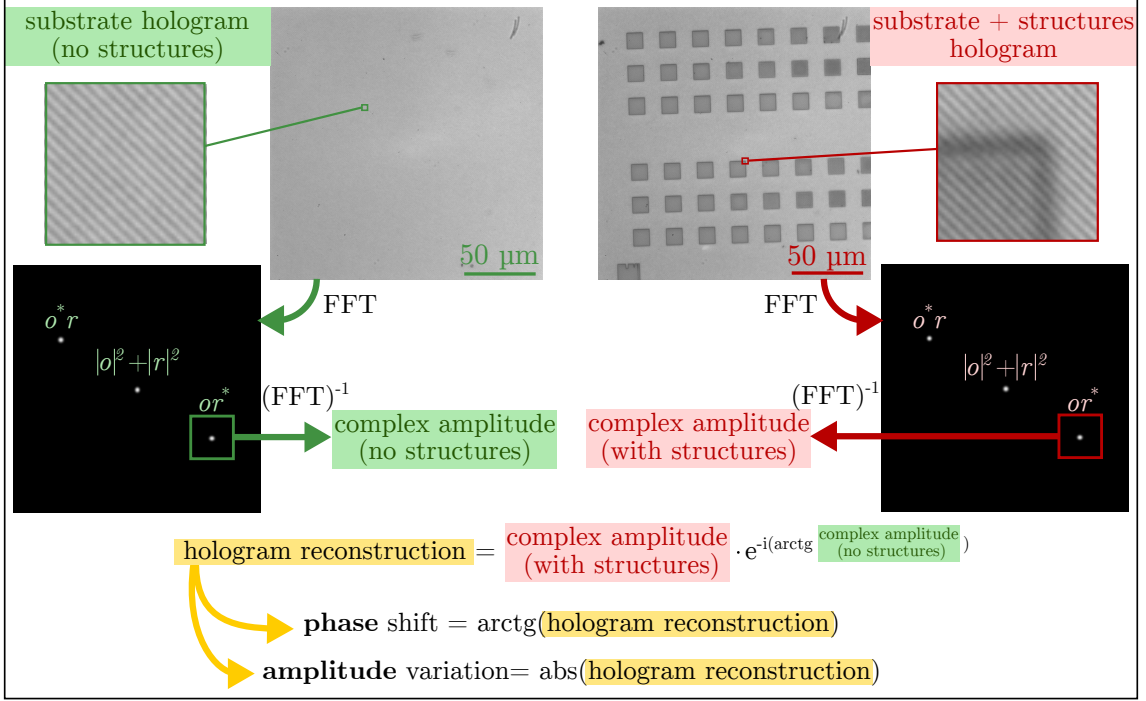 substrate hologram
(no structures)
substrate + structures
hologram
50 µm
50 µm
FFT
FFT
o*r
|o|²+|r|²
or*
(FFT)-1
complex amplitude
(no structures)
o*r
|o|²+|r|²
or*
(FFT)-1
complex amplitude
(with structures)
hologram reconstruction = complex amplitude (with structures) · e-i(arctg complex amplitude (no structures))
phase shift = arctg(hologram reconstruction)
amplitude variation= abs(hologram reconstruction)